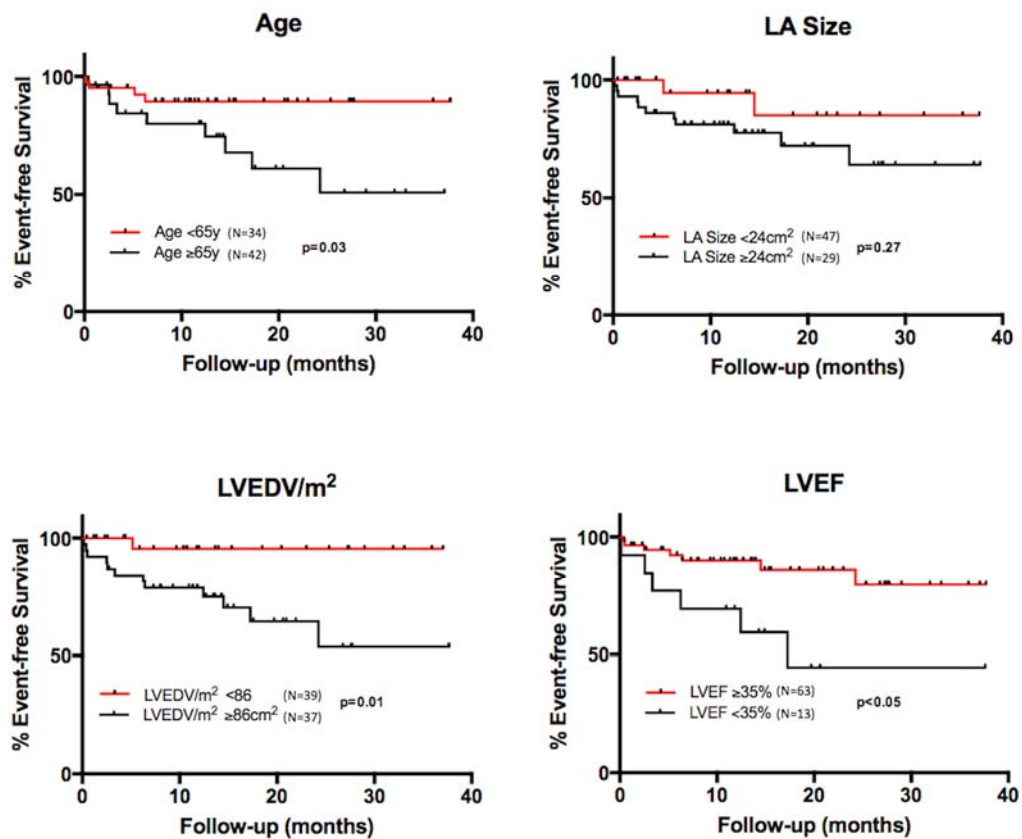 Age
% Event-free Survival
100
50
0
Age <65y (N=34)
Age ≥65y (N=42)
p=0.03
0 10 20 30 40
Follow-up (months)
LA Size
% Event-free Survival
100
50
0
LA Size <24cm² (N=47)
LA Size ≥24cm² (N=29)
p=0.27
0 10 20 30 40
Follow-up (months)
LVEDV/m²
% Event-free Survival
100
50
0
LVEDV/m² <86 (N=39)
LVEDV/m² ≥86cm² (N=37)
p=0.01
0 10 20 30 40
Follow-up (months)
LVEF
% Event-free Survival
100
50
0
LVEF ≥35% (N=63)
LVEF <35% (N=13)
p<0.05
0 10 20 30 40
Follow-up (months)